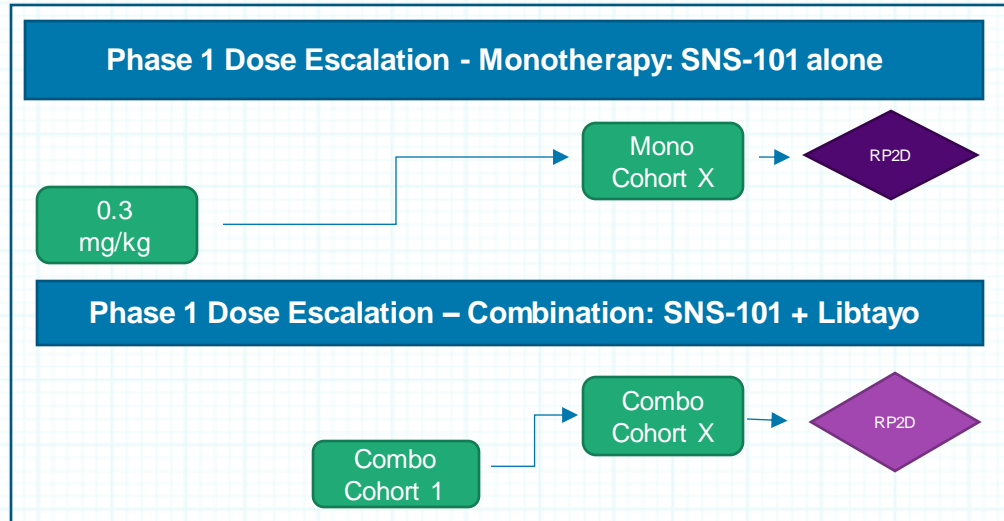 Phase 1 Dose Escalation - Monotherapy: SNS-101 alone
Mono
Cohort X
RP2D
0.3
mg/kg
Phase 1 Dose Escalation – Combination: SNS-101 + Libtayo
Combo
Cohort X
RP2D
Combo
Cohort 1